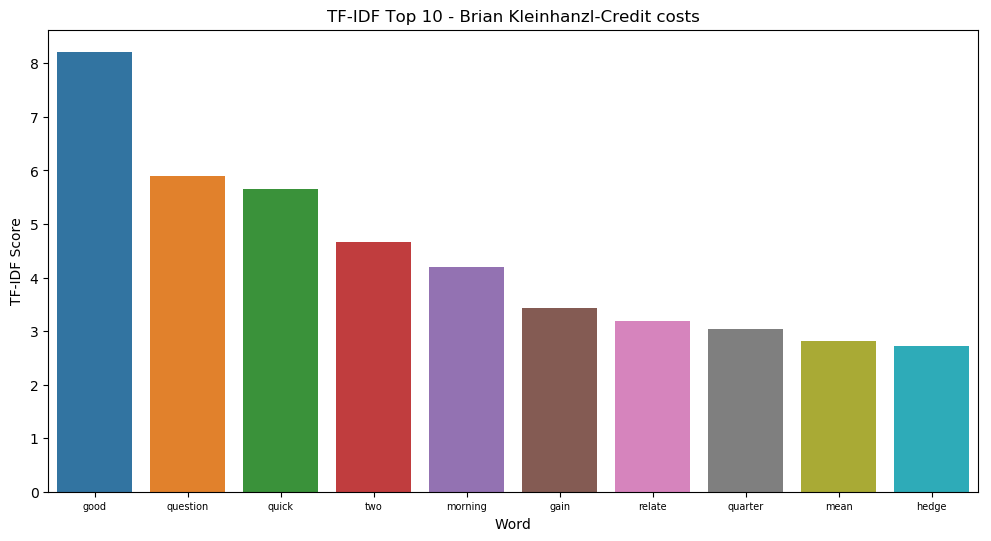 TF-IDF Top 10 - Brian Kleinhanzl-Credit costs
TF-IDF Score
8
7
6
5
4
3
2
1
0
good question quick two morning gain relate quarter mean hedge
Word